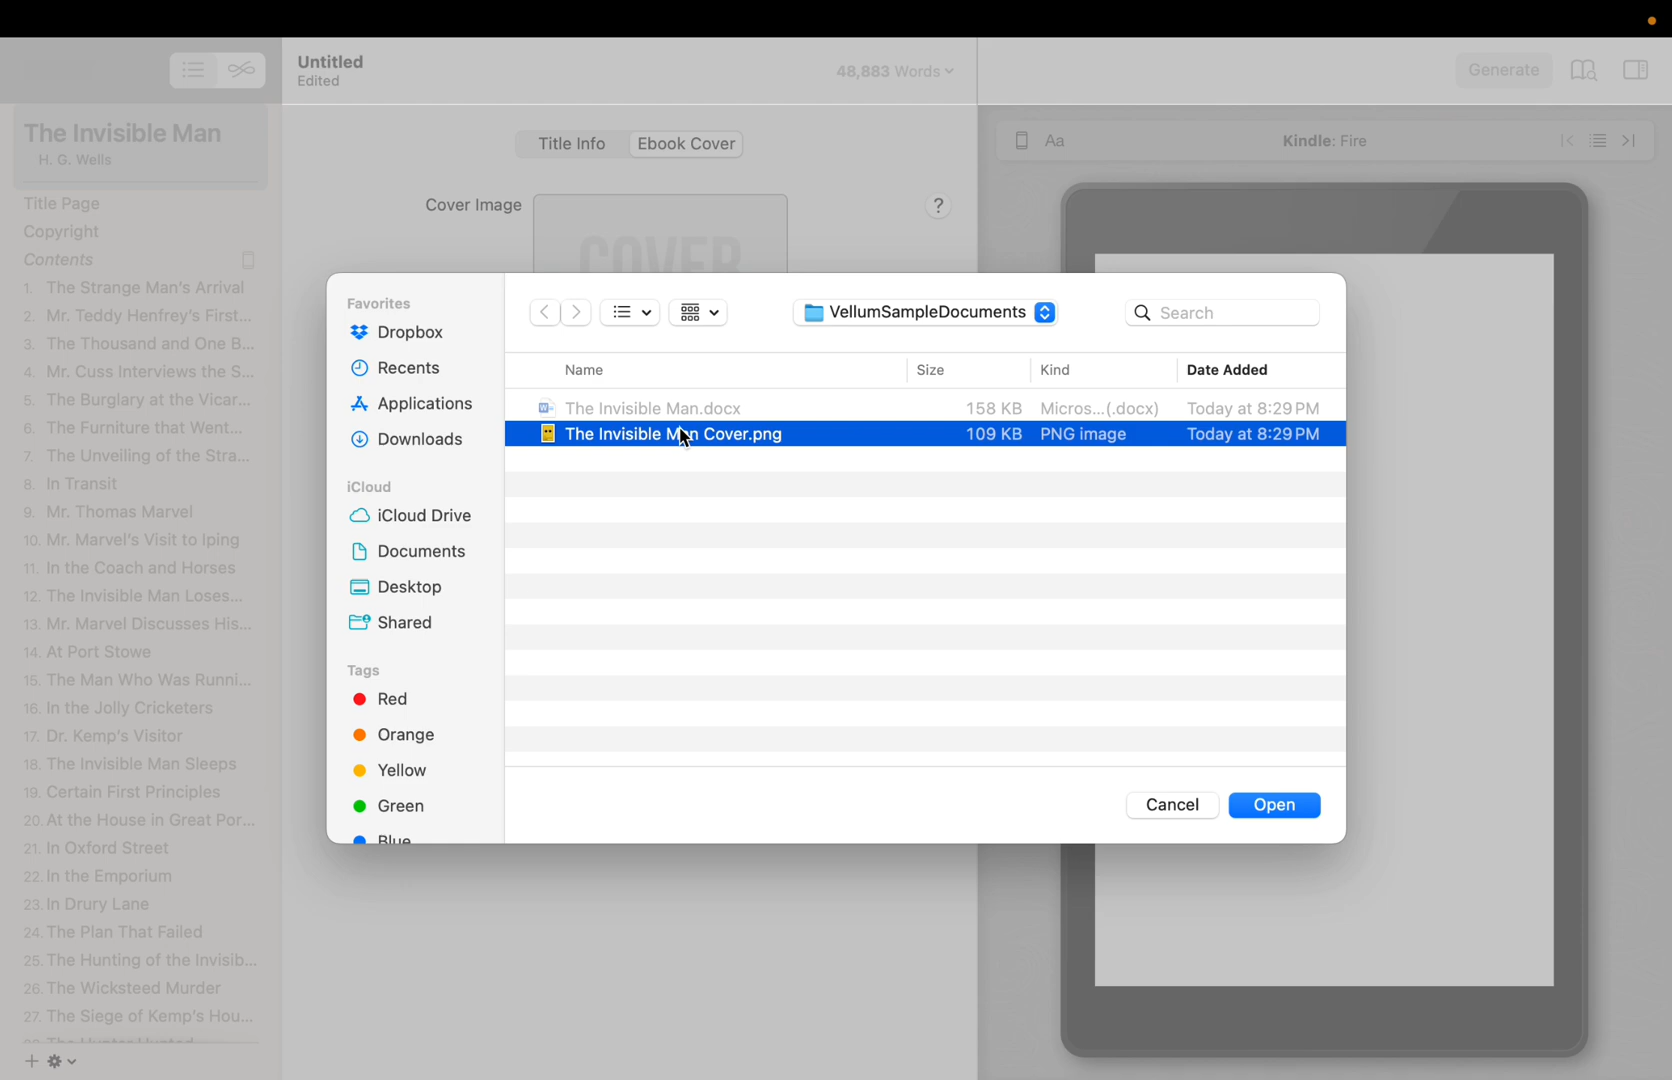 Untitled
Edited
48,883 Words
Generate
The Invisible Man
H. G. Wells
Title Page
Copyright
Contents
1. The Strange Man's Arrival
2. Mr. Teddy Henfrey's First...
3. The Thousand and One B...
4. Mr. Cuss Interviews the S...
5. The Burglary at the Vicar...
6. The Furniture that Went...
7. The Unveiling of the Stra...
8. In Transit
9. Mr. Thomas Marvel
10. Mr. Marvel's Visit to Iping
11. In the Coach and Horses
12. The Invisible Man Loses...
13. Mr. Marvel Discusses His...
14. At Port Stowe
15. The Man Who Was Runni...
16. In the Jolly Cricketers
17. Dr. Kemp's Visitor
18. The Invisible Man Sleeps
19. Certain First Principles
20. At the House in Great Por...
21. In Oxford Street
22. In the Emporium
23. In Drury Lane
24. The Plan That Failed
25. The Hunting of the Invisib...
26. The Wicksteed Murder
27. The Siege of Kemp's Hou...
28. The Hunter Hunted
Title Info
Ebook Cover
Cover Image
COVER
?
Aa
Kindle: Fire
Favorites
Dropbox
Recents
Applications
Downloads
iCloud
iCloud Drive
Documents
Desktop
Shared
Tags
Red
Orange
Yellow
Green
Blue
VellumSampleDocuments
Search
Name Size Kind Date Added
The Invisible Man.docx 158 KB Micros...(.docx) Today at 8:29 PM
The Invisible Man Cover.png 109 KB PNG image Today at 8:29 PM
Cancel
Open